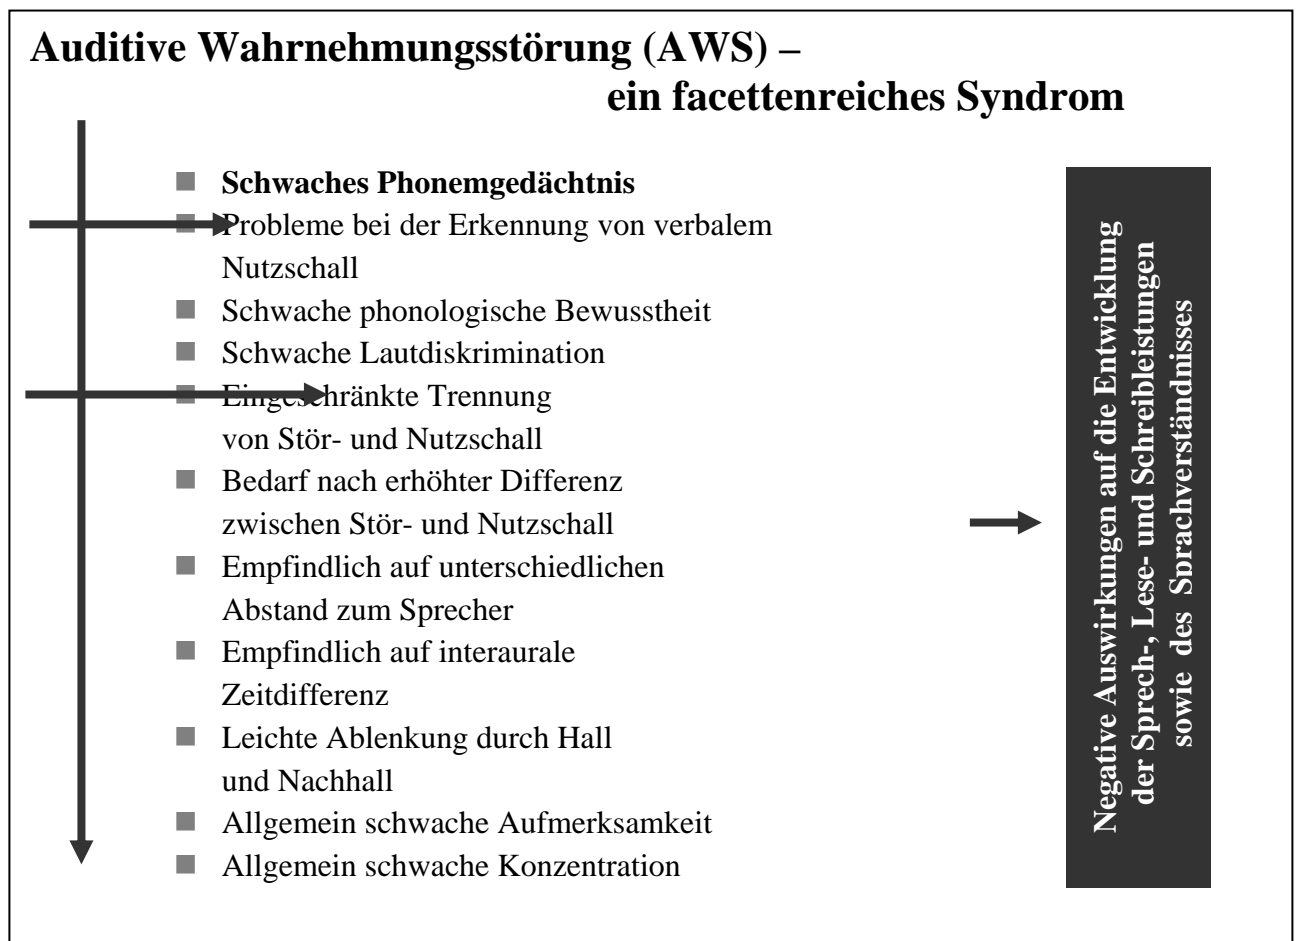 Auditive Wahrnehmungsstörung (AWS) –
ein facettenreiches Syndrom
Schwaches Phonemgedächtnis
Probleme bei der Erkennung von verbalem
Nutzschall
Schwache phonologische Bewusstheit
Schwache Lautdiskrimination
Eingeschränkte Trennung
von Stör- und Nutzschall
Bedarf nach erhöhter Differenz
zwischen Stör- und Nutzschall
Empfindlich auf unterschiedlichen
Abstand zum Sprecher
Empfindlich auf interaurale
Zeitdifferenz
Leichte Ablenkung durch Hall
und Nachhall
Allgemein schwache Aufmerksamkeit
Allgemein schwache Konzentration
Negative Auswirkungen auf die Entwicklung
der Sprech-, Lese- und Schreibleistungen
sowie des Sprachverständnisses